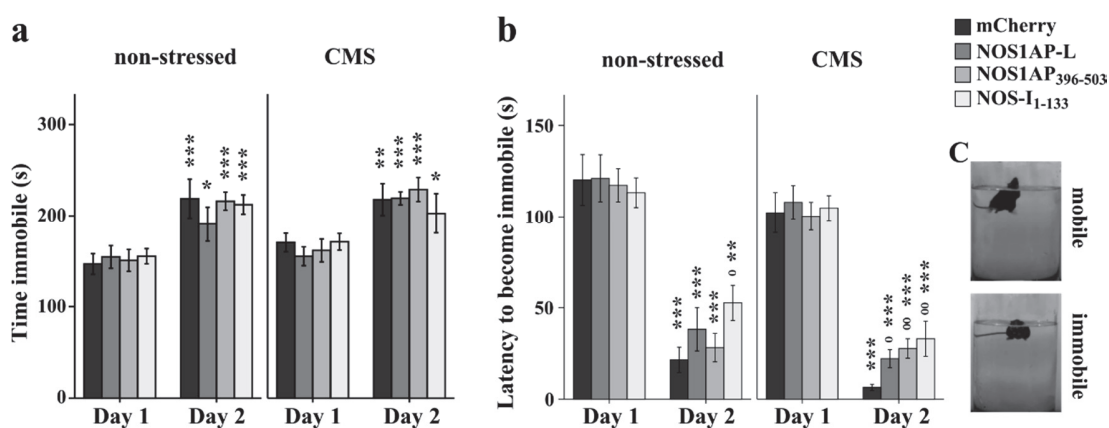 a
non-stressed CMS
Time immobile (s)
300
200
100
0
*** * *** ***
** *** *** *
Day 1 Day 2 Day 1 Day 2
b
non-stressed CMS
Latency to become immobile (s)
150
100
50
0
*** *** *** o **
*** o *** oo *** oo ***
Day 1 Day 2 Day 1 Day 2
mCherry
NOS1AP-L
NOS1AP396-503
NOS-I1-133
C
mobile
immobile